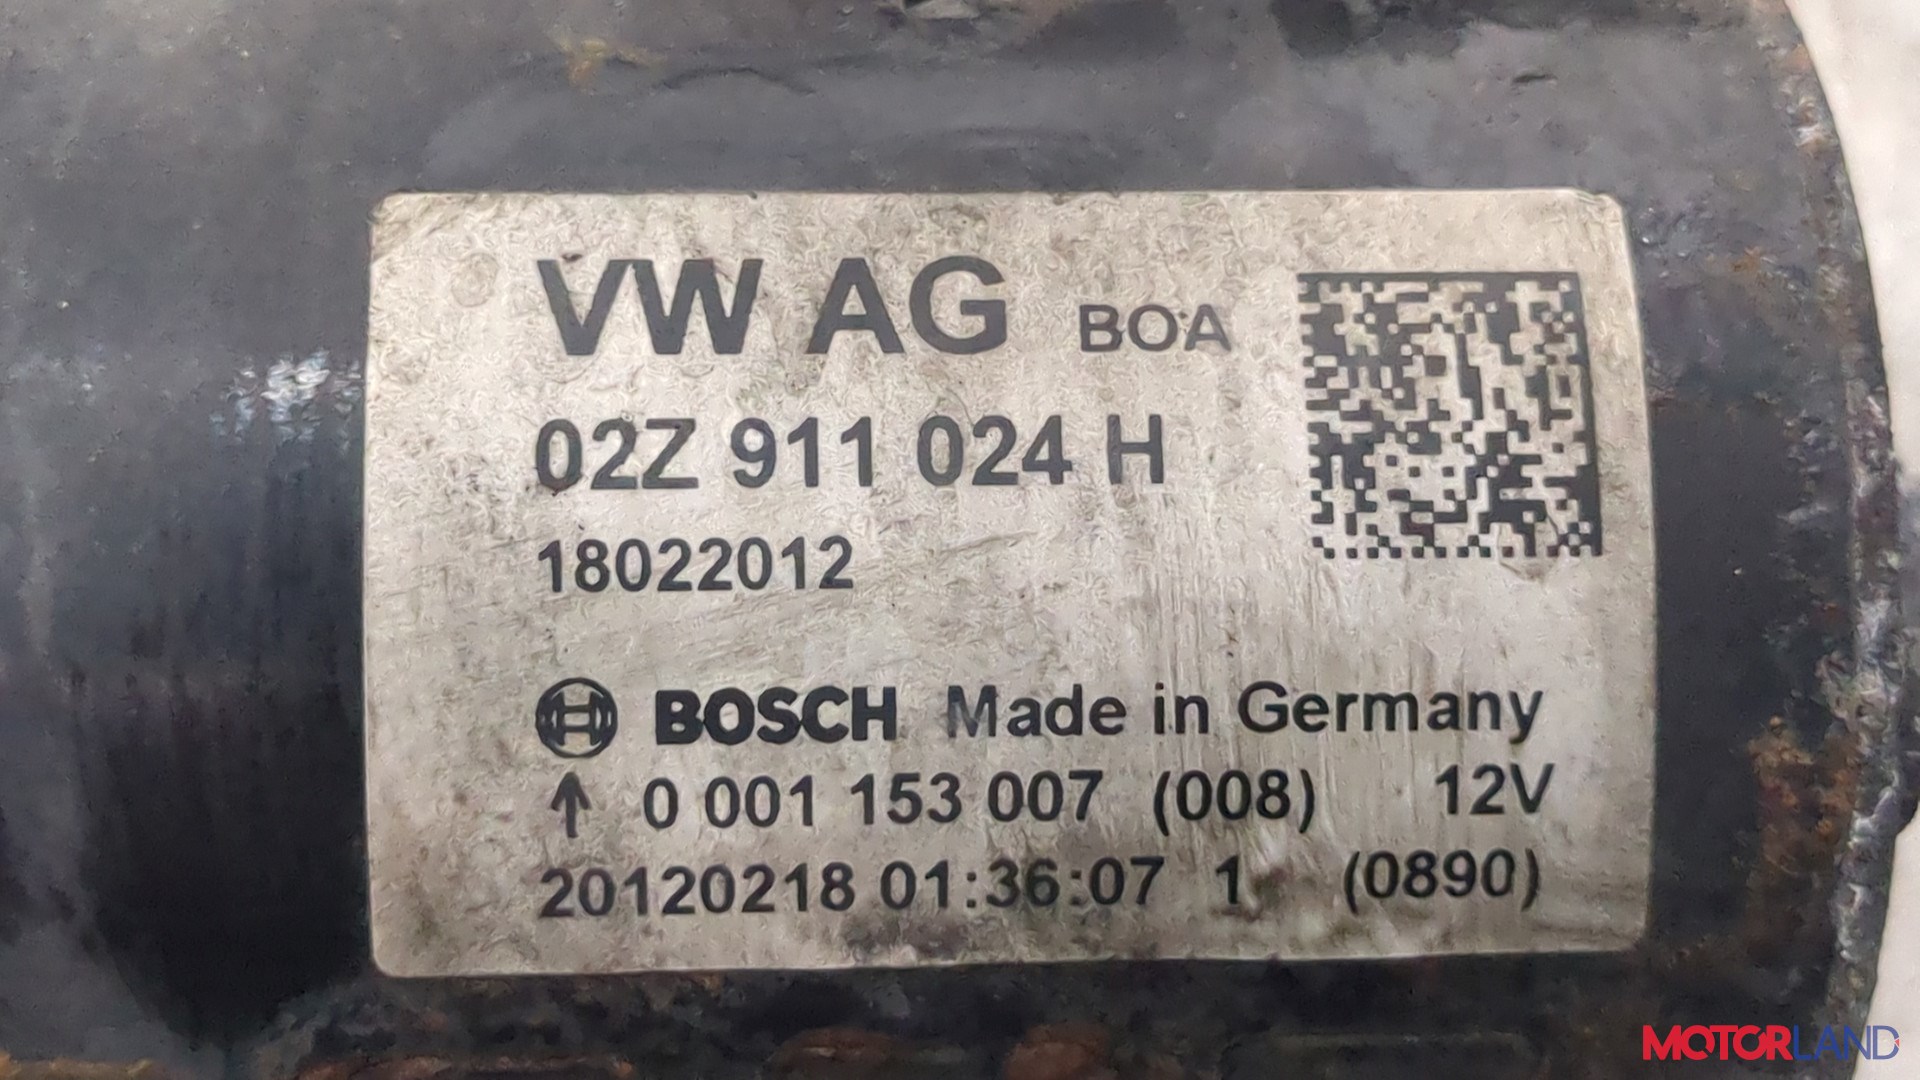 VW AG BOA
02Z 911 024 H
18022012
BOSCH Made in Germany
↑ 0 001 153 007 (008) 12V
20120218 01:36:07 1 (0890)
MOTORLAND